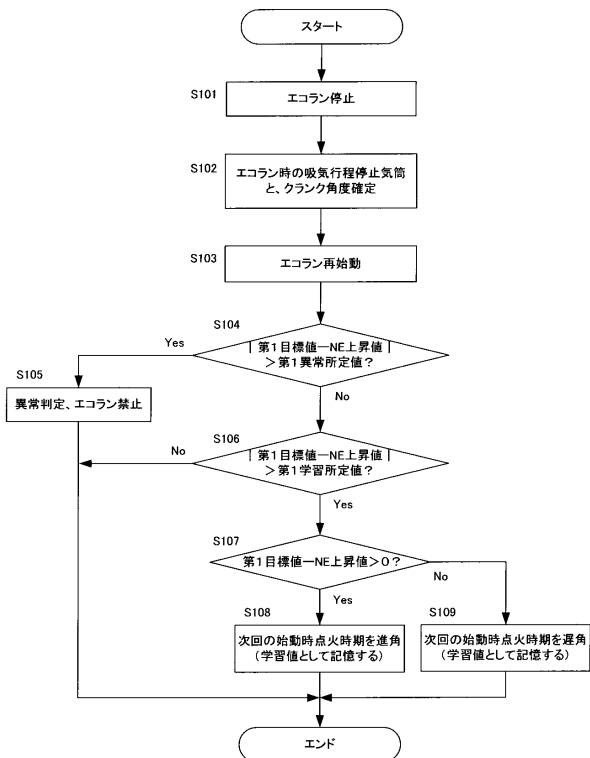 スタート
S101
エコラン停止
S102
エコラン時の吸気行程停止気筒
と、クランク角度確定
S103
エコラン再始動
S104
｜第1目標値ーNE上昇値｜
＞第1異常所定値？
Yes
No
S105
異常判定、エコラン禁止
S106
｜第1目標値ーNE上昇値｜
＞第1学習所定値？
No
Yes
S107
第1目標値ーNE上昇値＞0？
No
Yes
S108
次回の始動時点火時期を進角
（学習値として記憶する）
S109
次回の始動時点火時期を遅角
（学習値として記憶する）
エンド